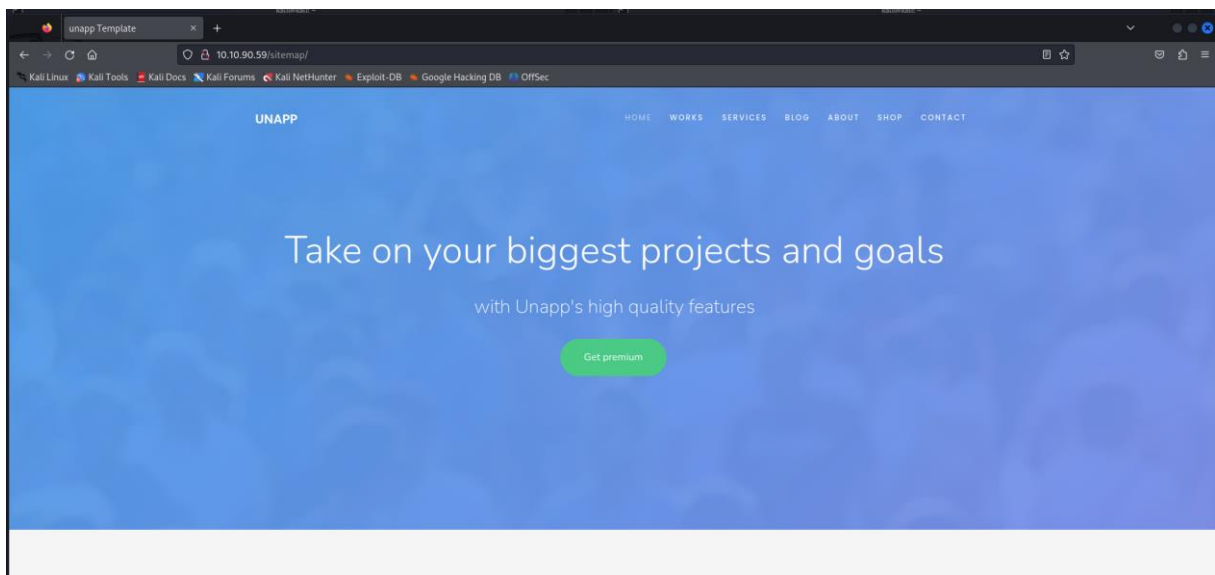 unapp Template
10.10.90.59/sitemap/
Kali Linux Kali Tools Kali Docs Kali Forums Kali NetHunter Exploit-DB Google Hacking DB OffSec
UNAPP HOME WORKS SERVICES BLOG ABOUT SHOP CONTACT
Take on your biggest projects and goals
with Unapp's high quality features
Get premium